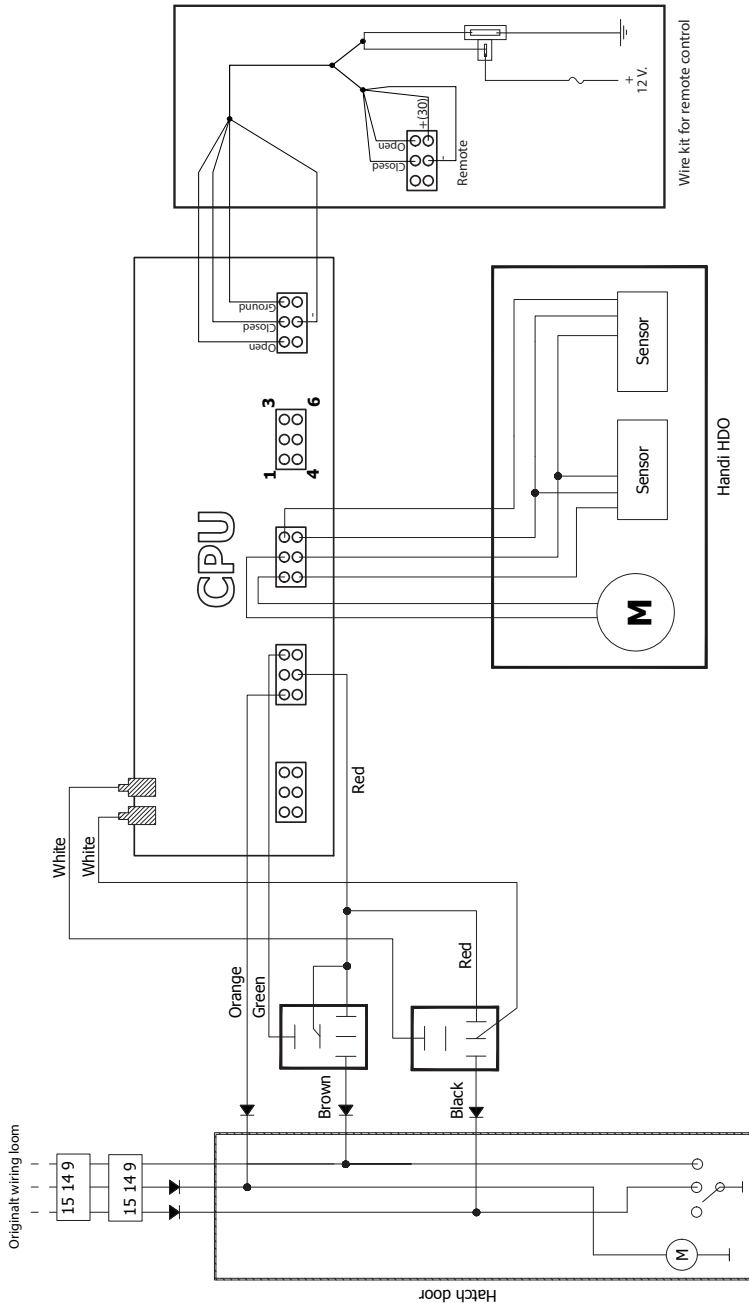 Originalt wiring loom
15 14 9
15 14 9
Hatch door
M
Orange
Green
Brown
Black
Red
White
White
Red
CPU
1
3
4
6
Open
Closed
Ground
-
M
Sensor
Sensor
Handi HDO
Closed
Open
+(30)
-
Remote
+
12 V.
Wire kit for remote control